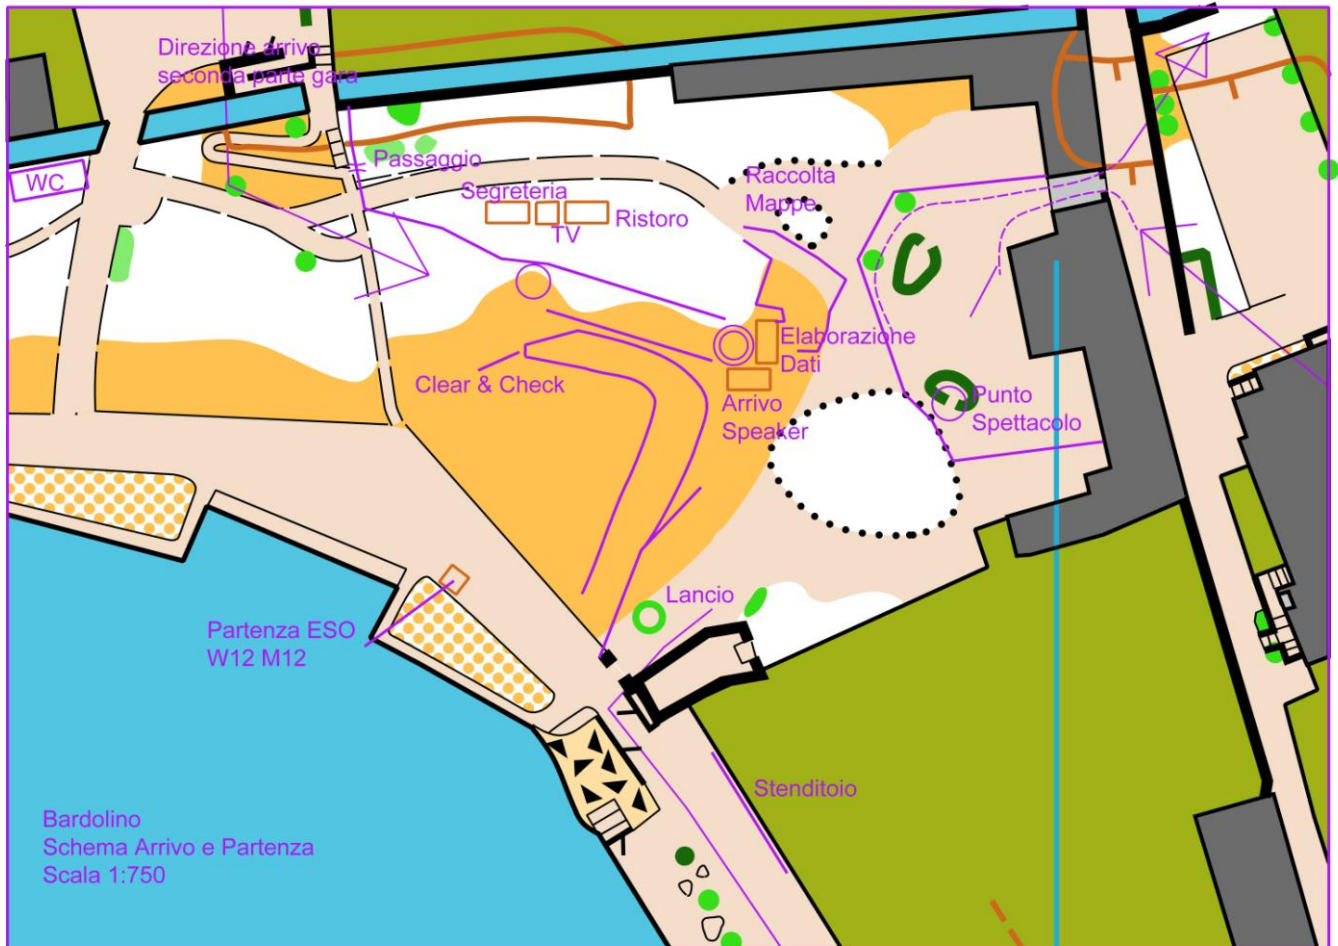 Direzione arrivo
seconda parte gara
WC
Passaggio
Segreteria
TV
Ristoro
Raccolta
Mappe
Elaborazione
Dati
Clear & Check
Arrivo
Speaker
Punto
Spettacolo
Lancio
Partenza ESO
W12 M12
Stenditoio
Bardolino
Schema Arrivo e Partenza
Scala 1:750